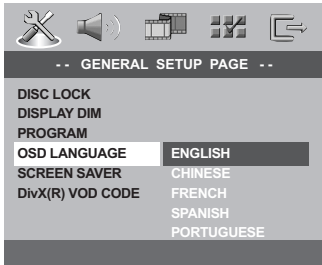 -- GENERAL SETUP PAGE --
DISC LOCK
DISPLAY DIM
PROGRAM
OSD LANGUAGE ENGLISH
SCREEN SAVER CHINESE
DivX(R) VOD CODE FRENCH
SPANISH
PORTUGUESE